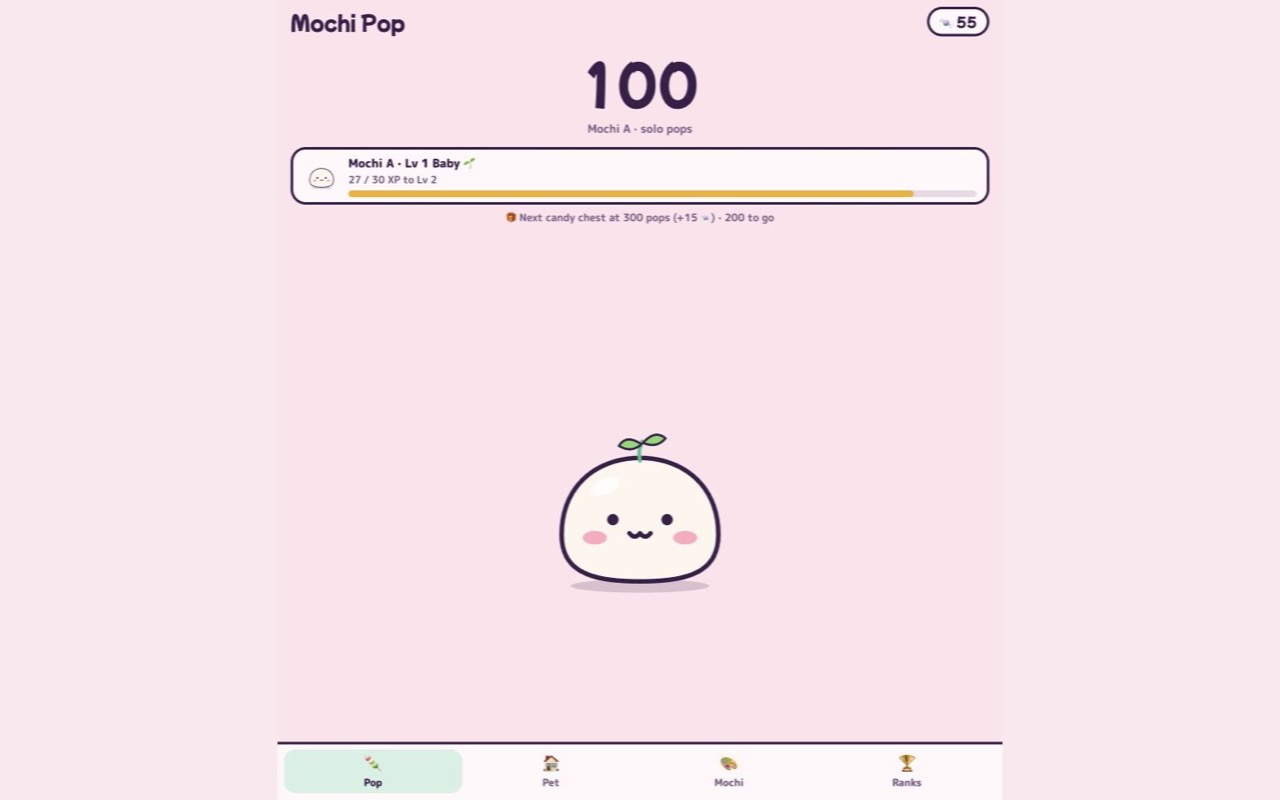 Mochi Pop
55
100
Mochi A · solo pops
Mochi A · Lv 1 Baby
27 / 30 XP to Lv 2
Next candy chest at 300 pops (+15 🍬) · 200 to go
Pop
Pet
Mochi
Ranks